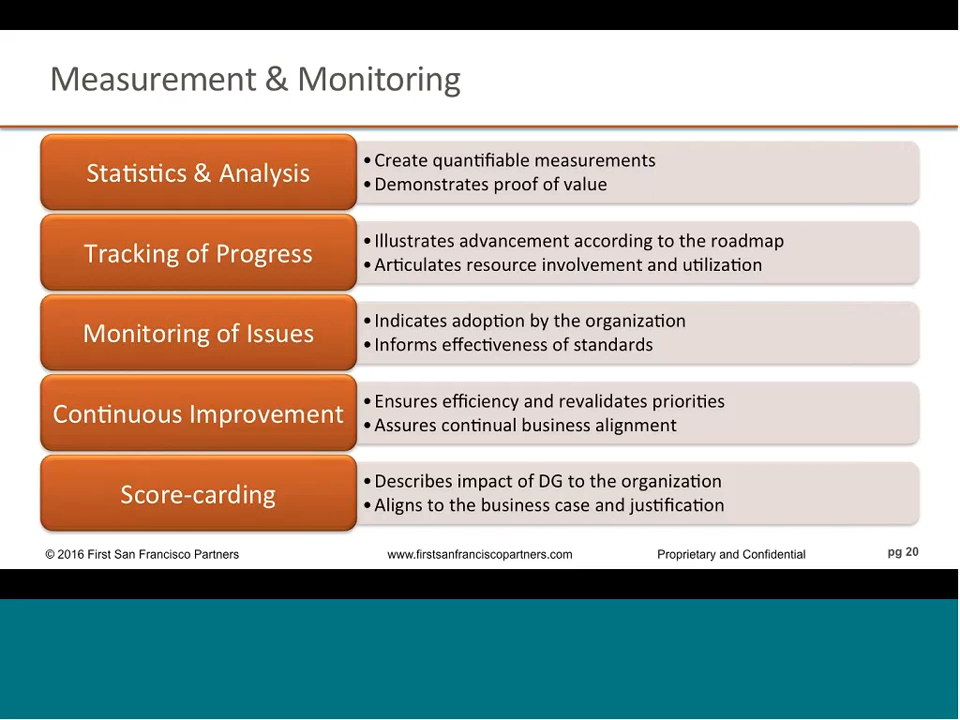 Measurement & Monitoring
Statistics & Analysis
• Create quantifiable measurements
• Demonstrates proof of value
Tracking of Progress
• Illustrates advancement according to the roadmap
• Articulates resource involvement and utilization
Monitoring of Issues
• Indicates adoption by the organization
• Informs effectiveness of standards
Continuous Improvement
• Ensures efficiency and revalidates priorities
• Assures continual business alignment
Score-carding
• Describes impact of DG to the organization
• Aligns to the business case and justification
© 2016 First San Francisco Partners www.firstsanfranciscopartners.com Proprietary and Confidential pg 20